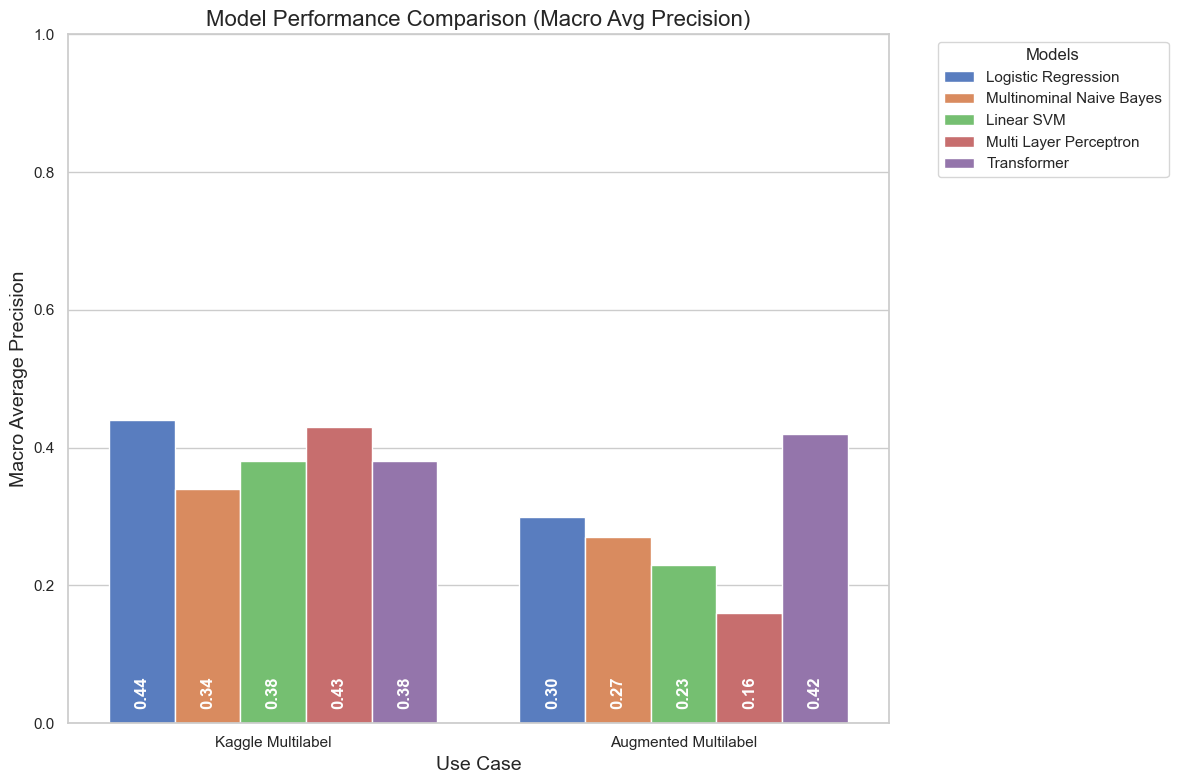 Model Performance Comparison (Macro Avg Precision)
Models
Logistic Regression
Multinominal Naive Bayes
Linear SVM
Multi Layer Perceptron
Transformer
Macro Average Precision
1.0
0.8
0.6
0.4
0.2
0.0
0.44
0.34
0.38
0.43
0.38
0.30
0.27
0.23
0.16
0.42
Kaggle Multilabel
Augmented Multilabel
Use Case